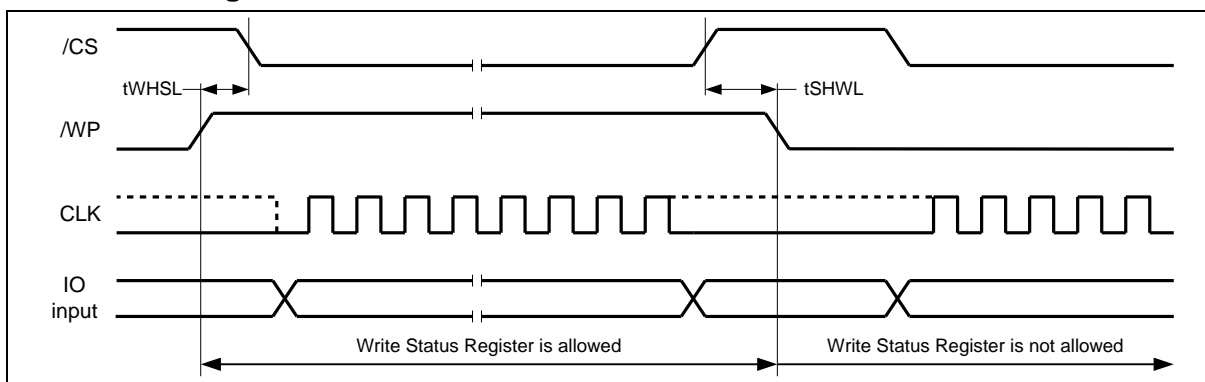 /CS
tWHSL
tSHWL
/WP
CLK
IO
input
Write Status Register is allowed
Write Status Register is not allowed